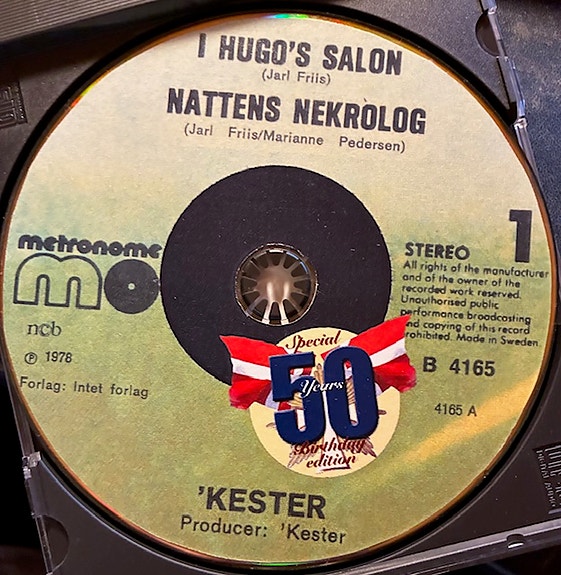 I HUGO'S SALON
(Jarl Friis)
NATTENS NEKROLOG
(Jarl Friis/Marianne Pedersen)
metronome
mo
ncb
℗ 1978
Forlag: Intet forlag
1
STEREO
All rights of the manufacturer
and of the owner of the
recorded work reserved.
Unauthorised public
performance broadcasting
and copying of this record
rohibited. Made in Sweden
B 4165
4165 A
Special
50
Years
Birthday
edition
'KESTER
Producer: 'Kester